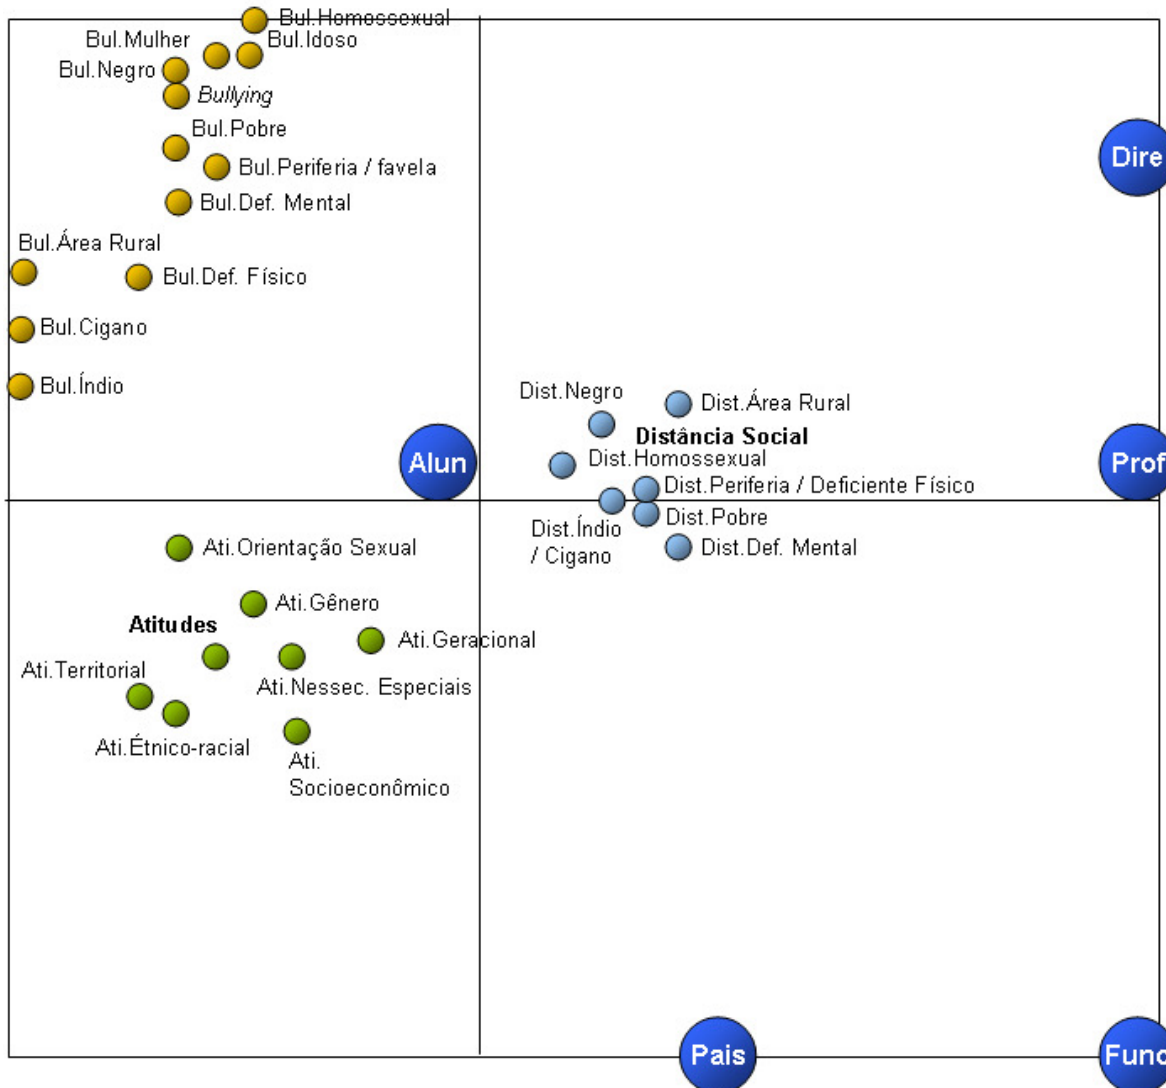 Bul.Homossexual
Bul.Mulher
Bul.Idoso
Bul.Negro
Bullying
Bul.Pobre
Bul.Periferia / favela
Bul.Def. Mental
Bul.Área Rural
Bul.Def. Físico
Bul.Cigano
Bul.Índio
Dire
Dist.Negro
Dist.Área Rural
Distância Social
Alun
Dist.Homossexual
Prof
Dist.Periferia / Deficiente Físico
Dist.Pobre
Dist.Índio
/ Cigano
Dist.Def. Mental
Ati.Orientação Sexual
Ati.Gênero
Atitudes
Ati.Geracional
Ati.Territorial
Ati.Nessec. Especiais
Ati.Étnico-racial
Ati.
Socioeconômico
Pais
Func